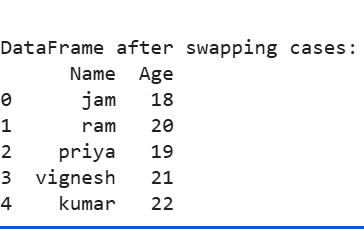 DataFrame after swapping cases:
Name Age
0 jam 18
1 ram 20
2 priya 19
3 vignesh 21
4 kumar 22